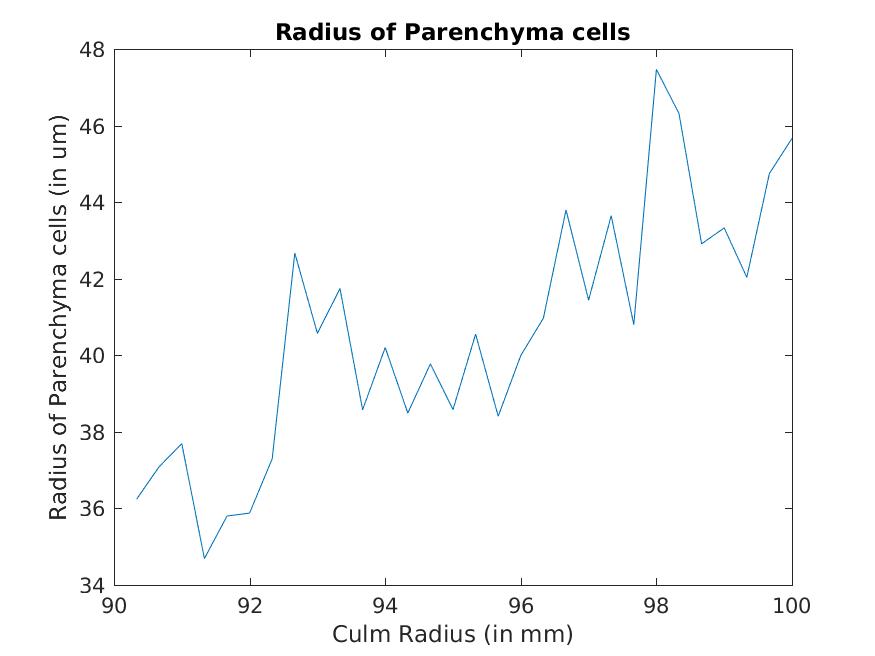 Radius of Parenchyma cells
48
46
44
42
40
38
36
34
Radius of Parenchyma cells (in um)
90 92 94 96 98 100
Culm Radius (in mm)